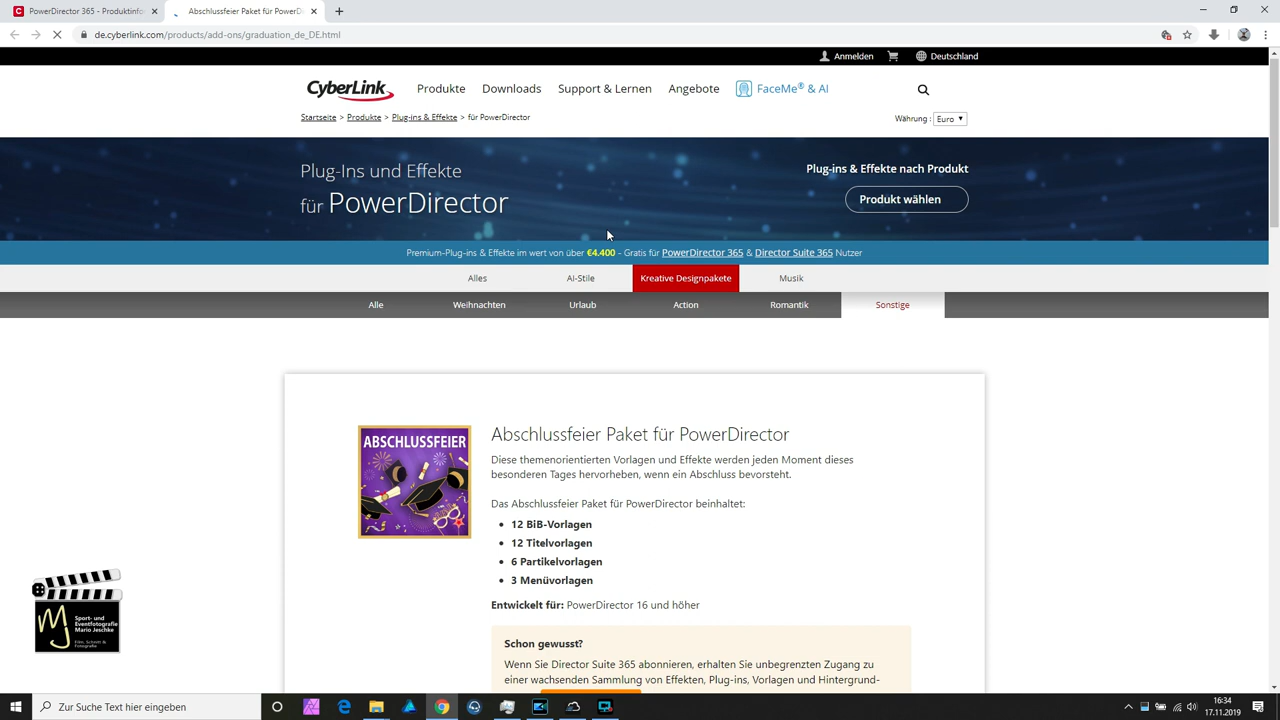 PowerDirector 365 - Produktinfo
Abschlussfeier Paket für PowerDi
de.cyberlink.com/products/add-ons/graduation_de_DE.html
Anmelden
Deutschland
CyberLink
Produkte
Downloads
Support & Lernen
Angebote
FaceMe® & AI
Startseite > Produkte > Plug-ins & Effekte > für PowerDirector
Währung : Euro
Plug-Ins und Effekte
für PowerDirector
Plug-ins & Effekte nach Produkt
Produkt wählen
Premium-Plug-ins & Effekte im wert von über €4.400 - Gratis für PowerDirector 365 & Director Suite 365 Nutzer
Alles
AI-Stile
Kreative Designpakete
Musik
Alle
Weihnachten
Urlaub
Action
Romantik
Sonstige
ABSCHLUSSFEIER
Abschlussfeier Paket für PowerDirector
Diese themenorientierten Vorlagen und Effekte werden jeden Moment dieses
besonderen Tages hervorheben, wenn ein Abschluss bevorsteht.
Das Abschlussfeier Paket für PowerDirector beinhaltet:
• 12 BiB-Vorlagen
• 12 Titelvorlagen
• 6 Partikelvorlagen
• 3 Menüvorlagen
Entwickelt für: PowerDirector 16 und höher
Schon gewusst?
Wenn Sie Director Suite 365 abonnieren, erhalten Sie unbegrenzten Zugang zu
einer wachsenden Sammlung von Effekten, Plug-ins, Vorlagen und Hintergrund-
MJ
Sport- und
Eventfotografie
Mario Jeschke
Film, Schnitt &
Fotografie
Zur Suche Text hier eingeben
16:34
17.11.2019